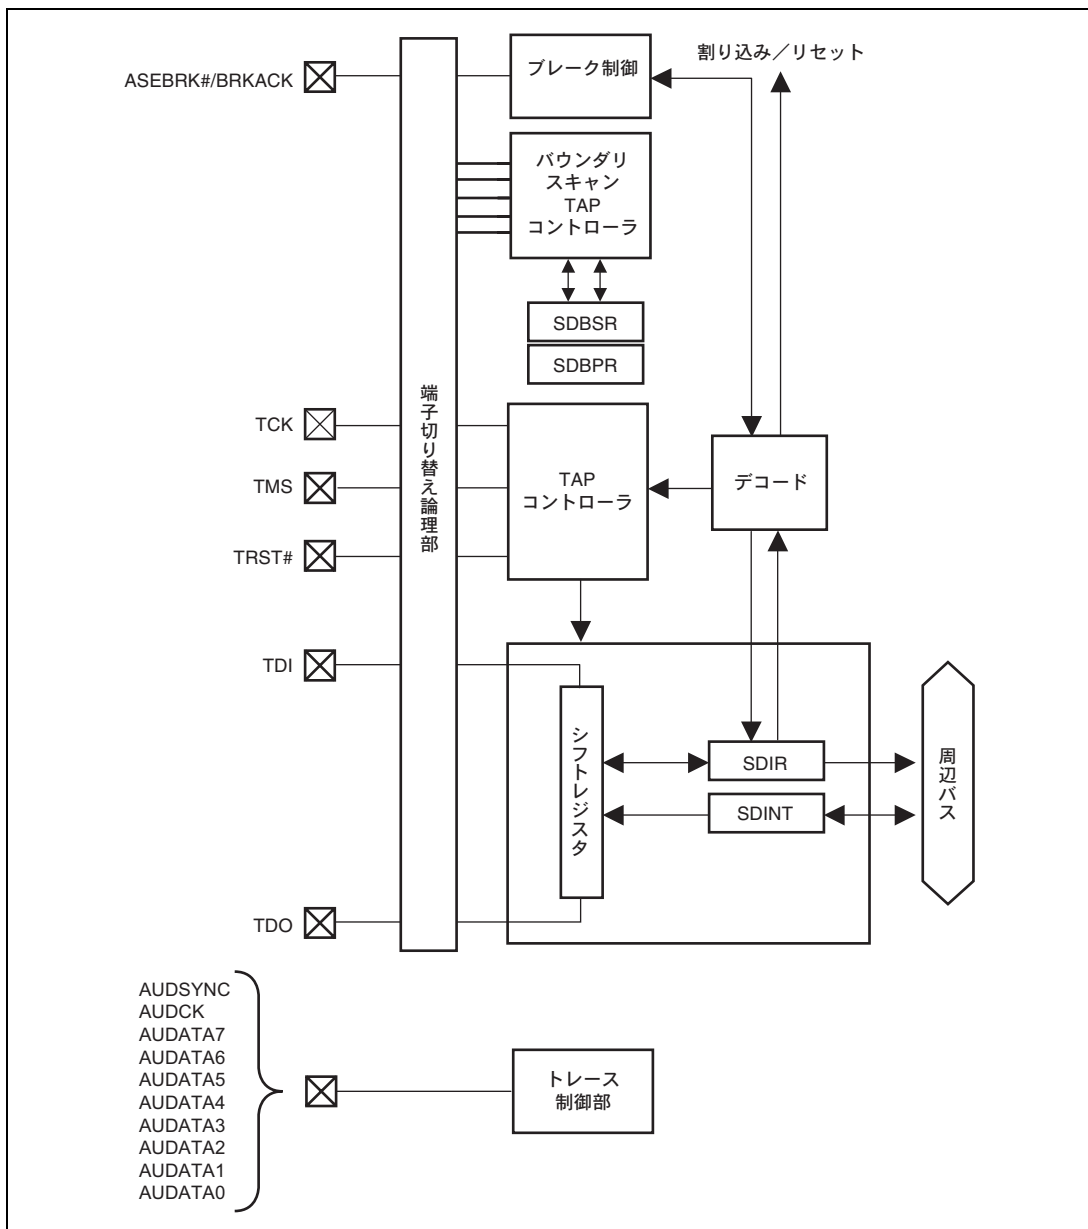 割り込み／リセット
ASEBRK#/BRKACK
ブレーク制御
バウンダリ
スキャン
TAP
コントローラ
SDBSR
SDBPR
端子切り替え論理部
TCK
TMS
TRST#
TAP
コントローラ
デコード
TDI
シフトレジスタ
SDIR
SDINT
周辺バス
TDO
AUDSYNC
AUDCK
AUDATA7
AUDATA6
AUDATA5
AUDATA4
AUDATA3
AUDATA2
AUDATA1
AUDATA0
トレース
制御部